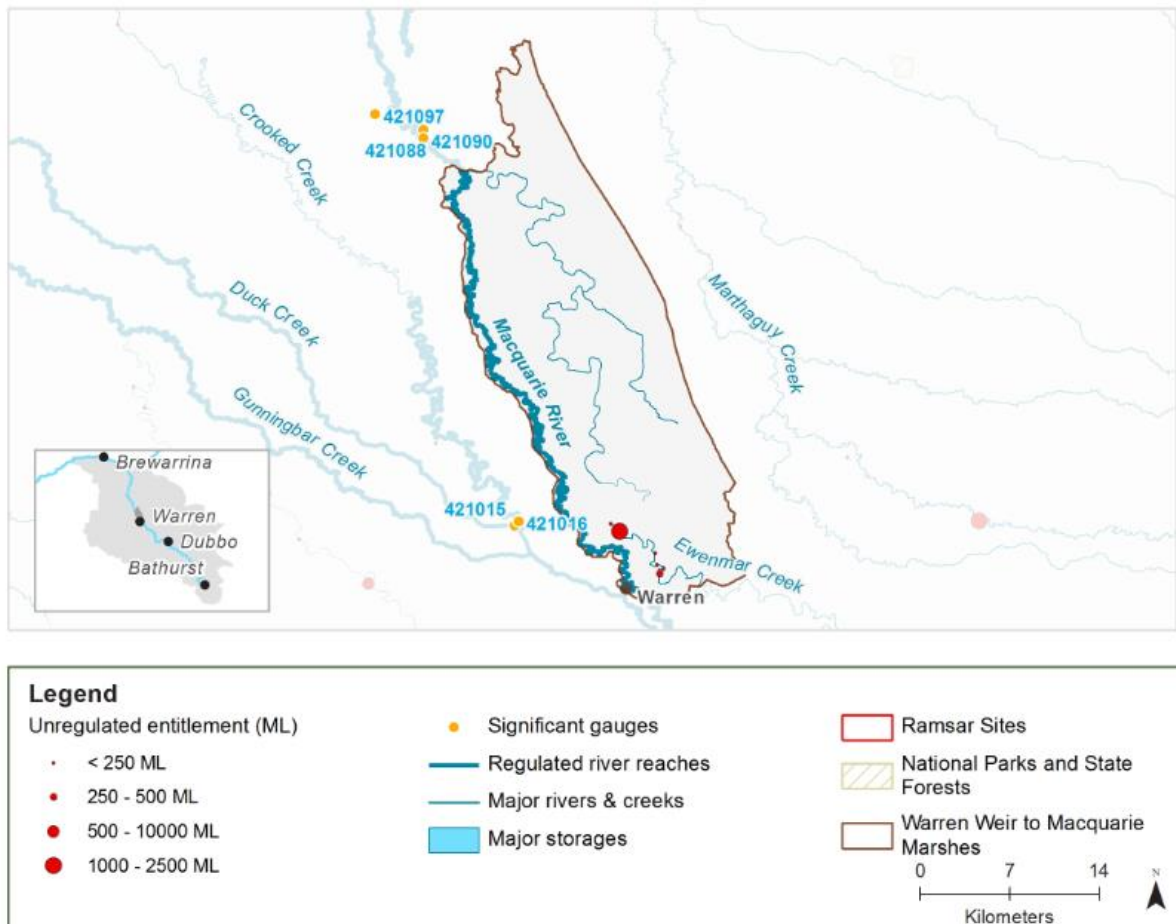 421097
421090
421088
Crooked Creek
Marthaguy Creek
Duck Creek
Macquarie River
Gunningbar Creek
421015
421016
Ewenmar Creek
Warren
Brewarrina
Warren
Dubbo
Bathurst
Legend
Unregulated entitlement (ML)
< 250 ML
250 - 500 ML
500 - 10000 ML
1000 - 2500 ML
Significant gauges
Regulated river reaches
Major rivers & creeks
Major storages
Ramsar Sites
National Parks and State
Forests
Warren Weir to Macquarie
Marshes
0 7 14
Kilometers
N